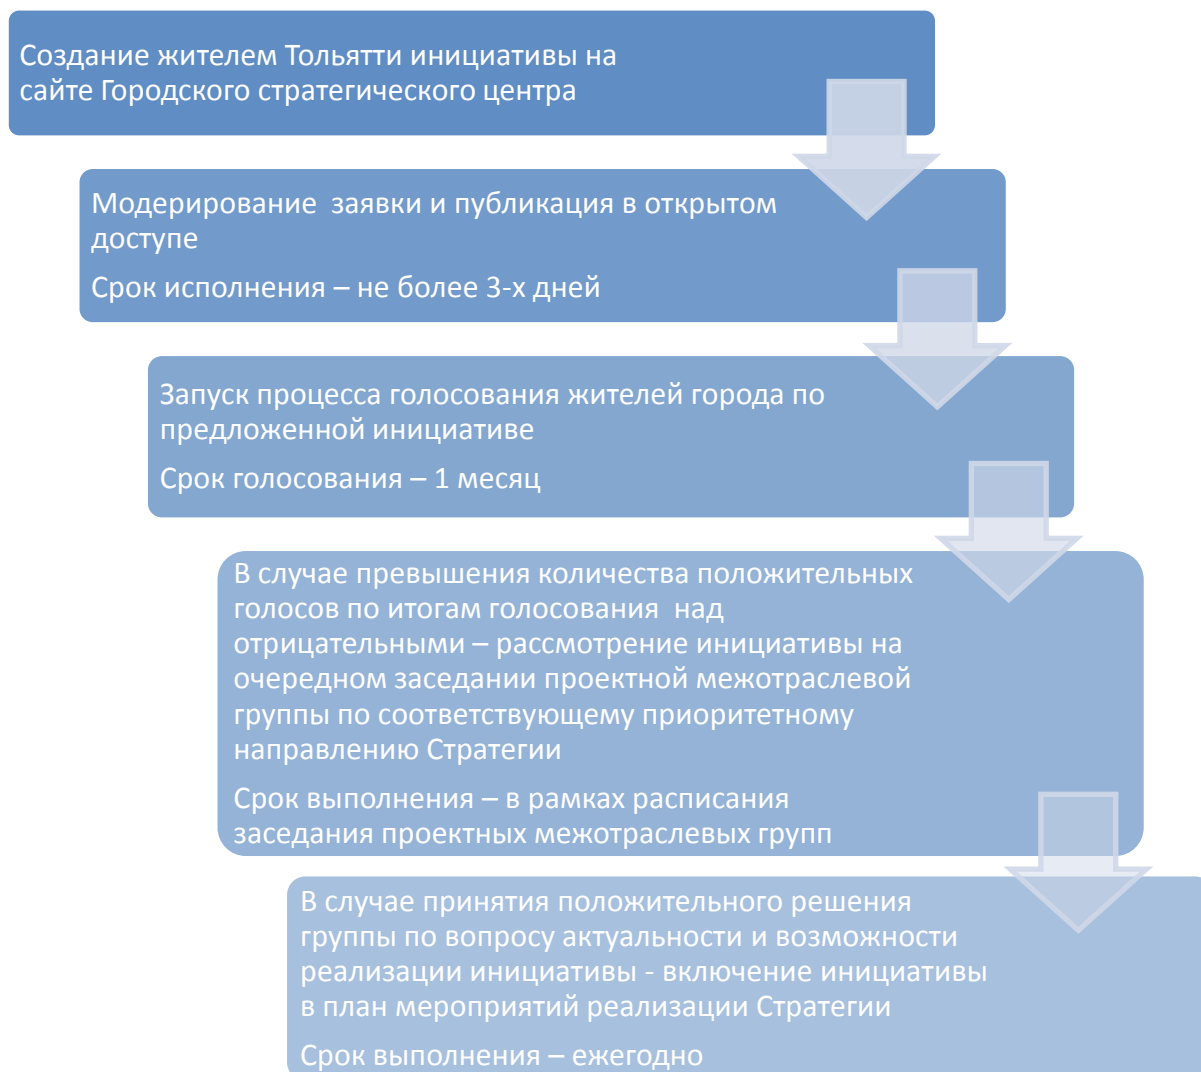 Создание жителем Тольятти инициативы на
сайте Городского стратегического центра
Модерирование заявки и публикация в открытом
доступе
Срок исполнения – не более 3-х дней
Запуск процесса голосования жителей города по
предложенной инициативе
Срок голосования – 1 месяц
В случае превышения количества положительных
голосов по итогам голосования над
отрицательными – рассмотрение инициативы на
очередном заседании проектной межотраслевой
группы по соответствующему приоритетному
направлению Стратегии
Срок выполнения – в рамках расписания
заседания проектных межотраслевых групп
В случае принятия положительного решения
группы по вопросу актуальности и возможности
реализации инициативы - включение инициативы
в план мероприятий реализации Стратегии
Срок выполнения – ежегодно